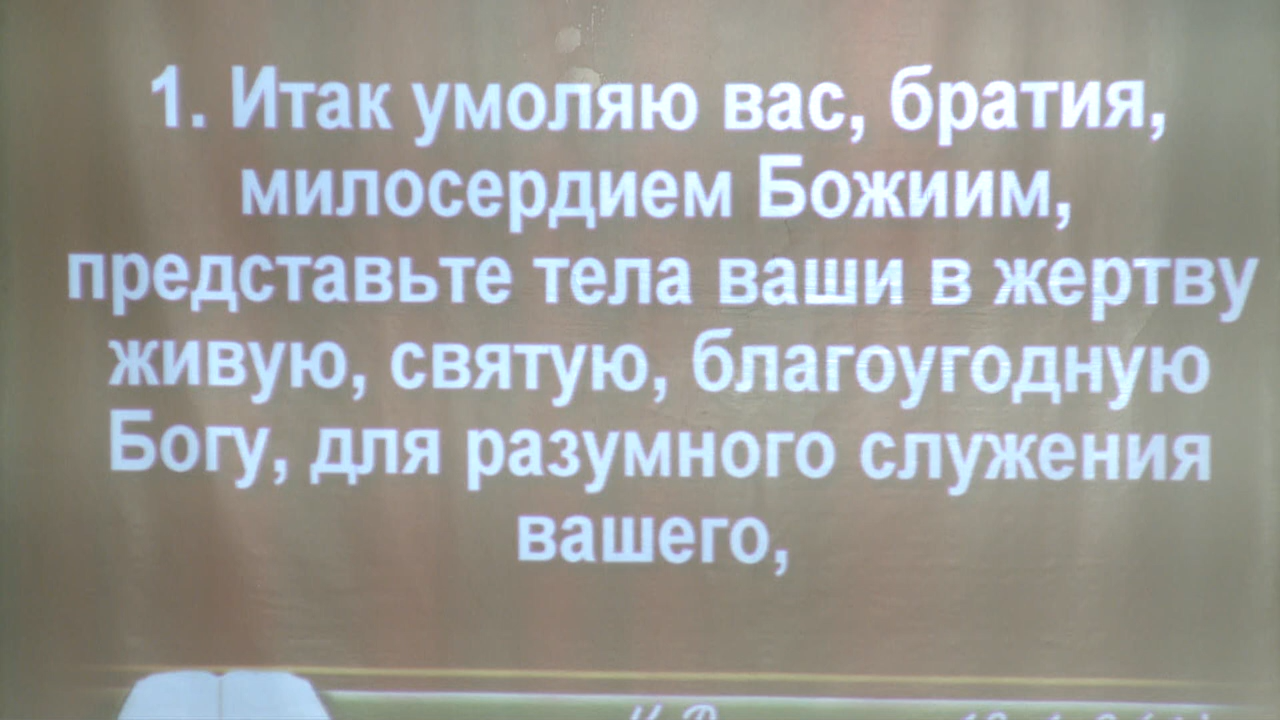 1. Итак умоляю вас, братия,
милосердием Божиим,
представьте тела ваши в жертву
живую, святую, благоугодную
Богу, для разумного служения
вашего,